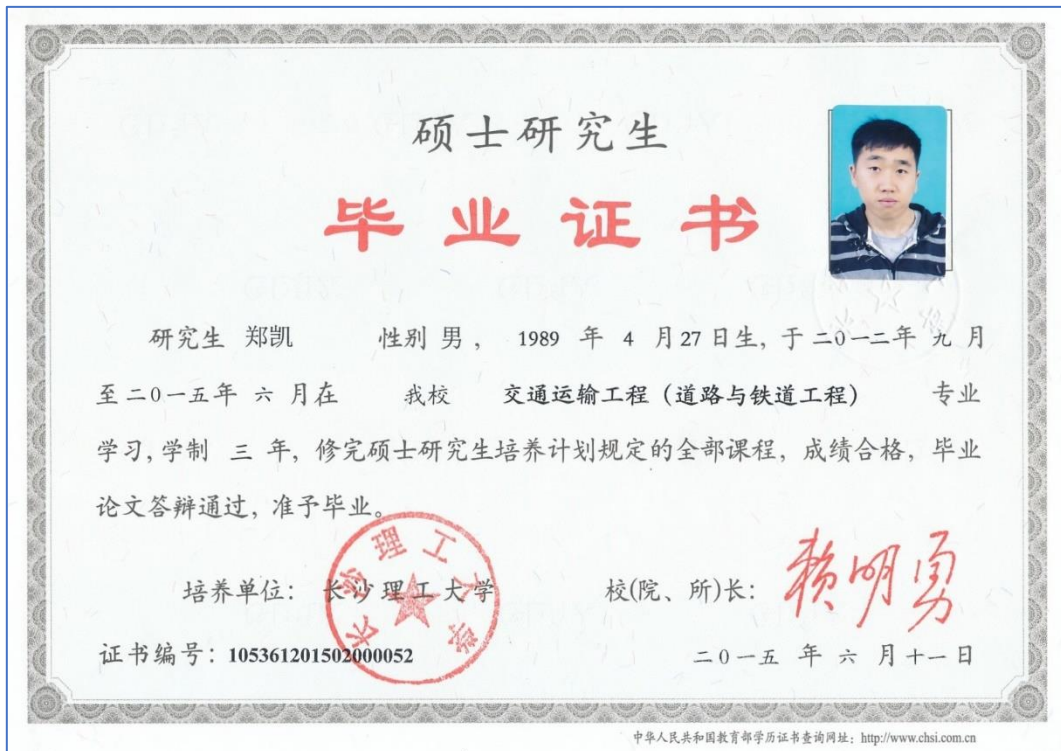 硕士研究生
毕业证书
研究生 郑凯 性别 男， 1989 年 4 月 27 日生，于 二0一二年 九 月
至 二0一五年 六 月在 我校 交通运输工程（道路与铁道工程） 专业
学习，学制 三 年，修完硕士研究生培养计划规定的全部课程，成绩合格，毕业
论文答辩通过，准予毕业。
长沙理工大学
培养单位：长沙理工大学 校(院、所)长：赖明勇
证书编号：105361201502000052 二0一五 年 六 月 十一 日
中华人民共和国教育部学历证书查询网址：http://www.chsi.com.cn